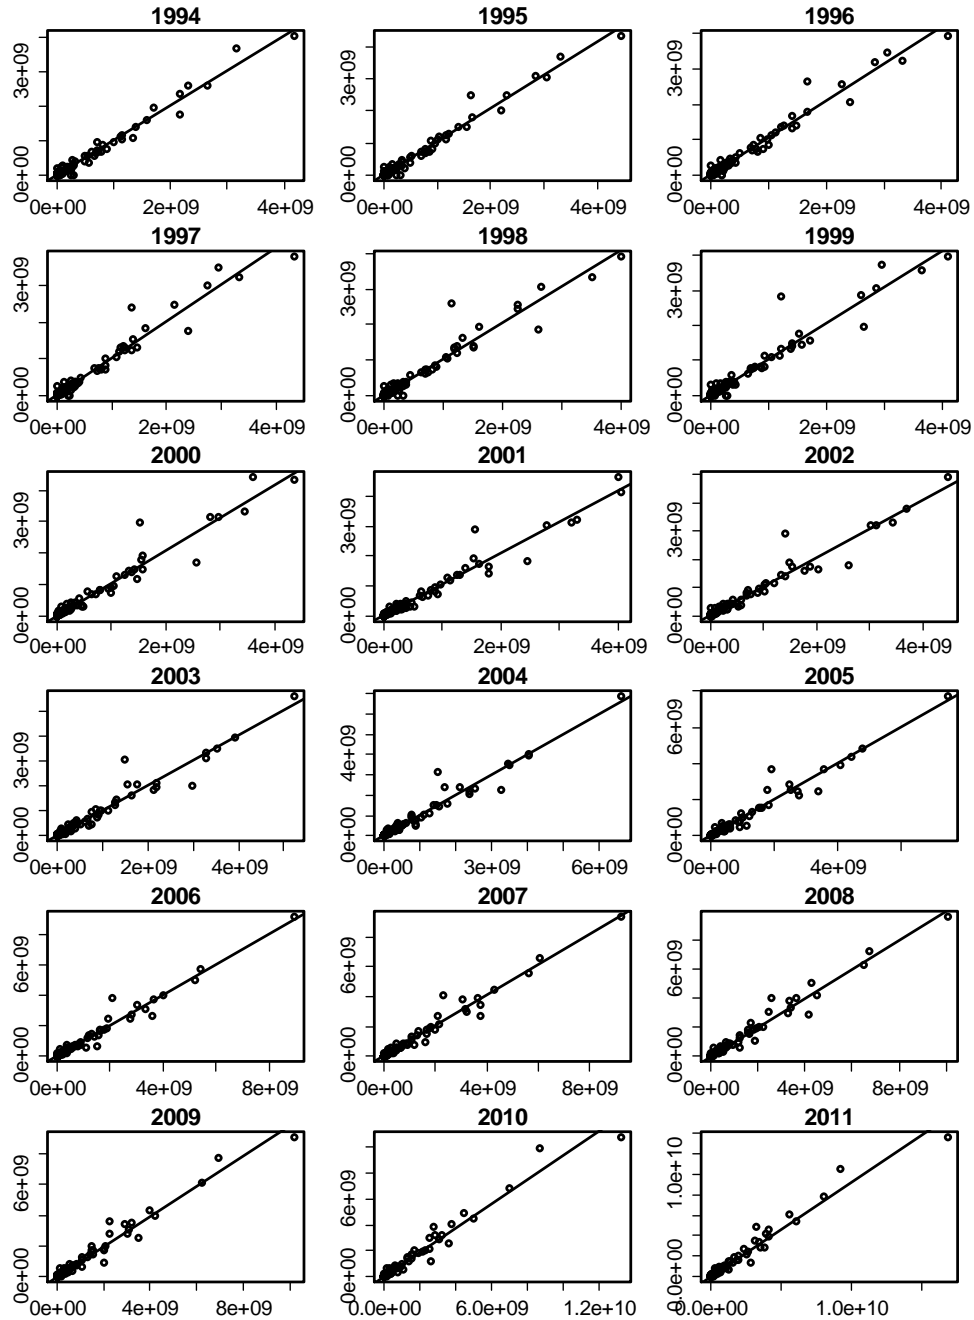 1994 1995 1996
0e+00 3e+09 0e+00 3e+09 0e+00 3e+09
0e+00 2e+09 4e+09 0e+00 2e+09 4e+09 0e+00 2e+09 4e+09
1997 1998 1999
0e+00 3e+09 0e+00 3e+09 0e+00 3e+09
0e+00 2e+09 4e+09 0e+00 2e+09 4e+09 0e+00 2e+09 4e+09
2000 2001 2002
0e+00 3e+09 0e+00 3e+09 0e+00 3e+09
0e+00 2e+09 4e+09 0e+00 2e+09 4e+09 0e+00 2e+09 4e+09
2003 2004 2005
0e+00 3e+09 0e+00 4e+09 0e+00 6e+09
0e+00 2e+09 4e+09 0e+00 3e+09 6e+09 0e+00 4e+09
2006 2007 2008
0e+00 6e+09 0e+00 6e+09 0e+00 6e+09
0e+00 4e+09 8e+09 0e+00 4e+09 8e+09 0e+00 4e+09 8e+09
2009 2010 2011
0e+00 6e+09 0e+00 6e+09 0.0e+00 1.0e+10
0e+00 4e+09 8e+09 0.0e+00 6.0e+09 1.2e+10 0.0e+00 1.0e+10